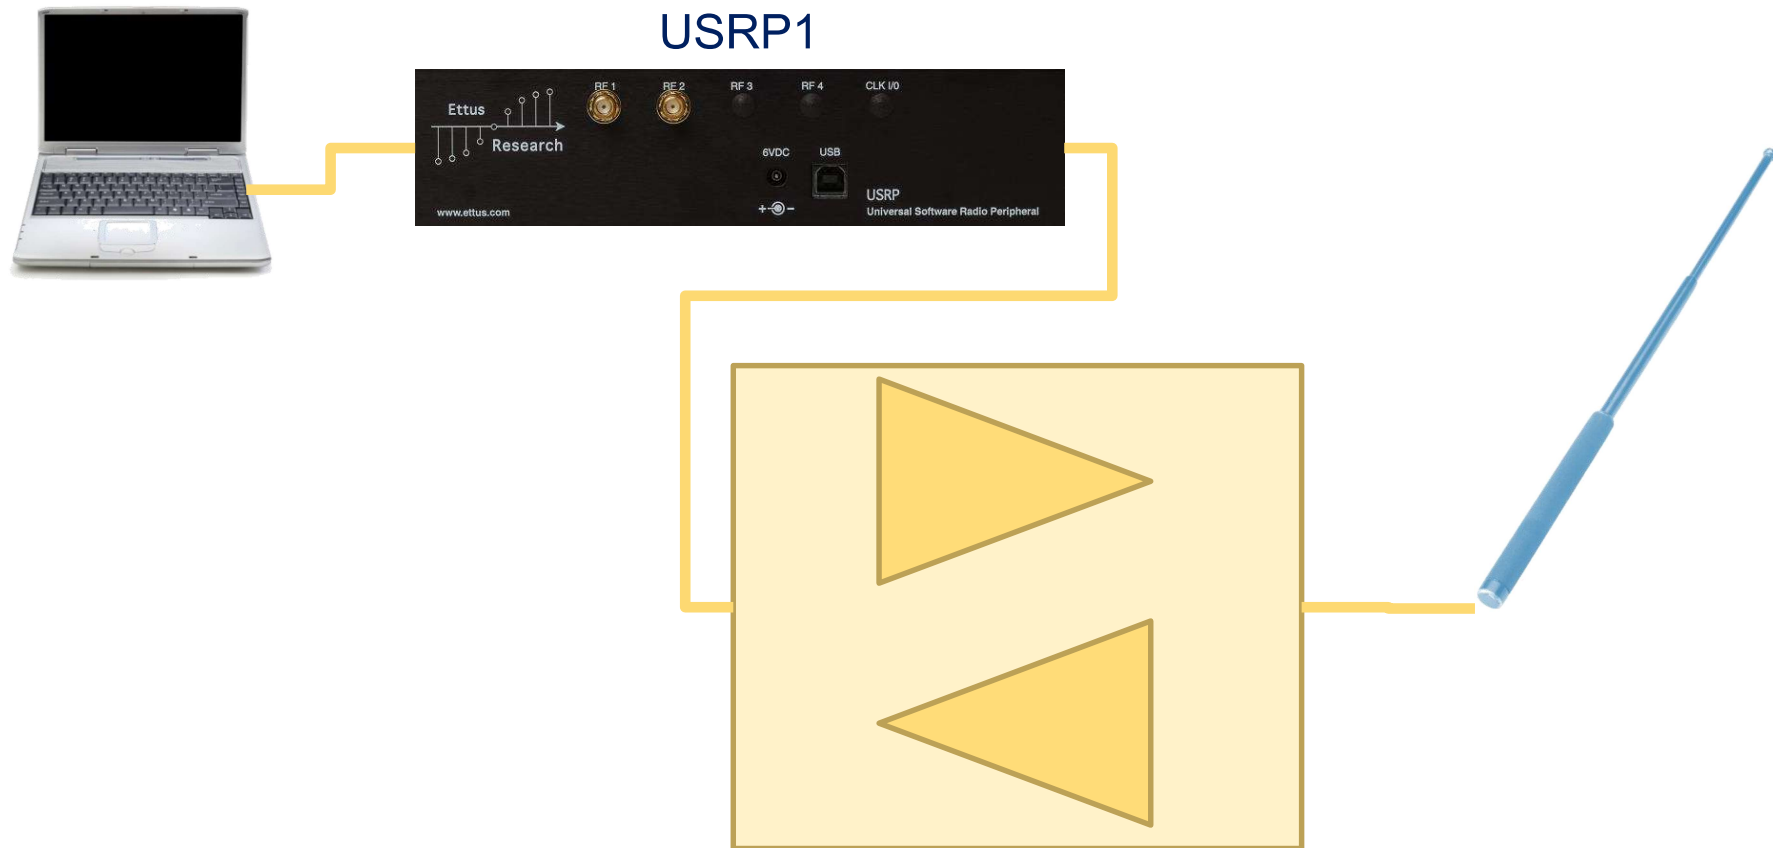 USRP1
RF 1 RF 2 RF 3 RF 4 CLK I/0
Ettus
Research
6VDC USB
+ -
USRP
www.ettus.com
Universal Software Radio Peripheral